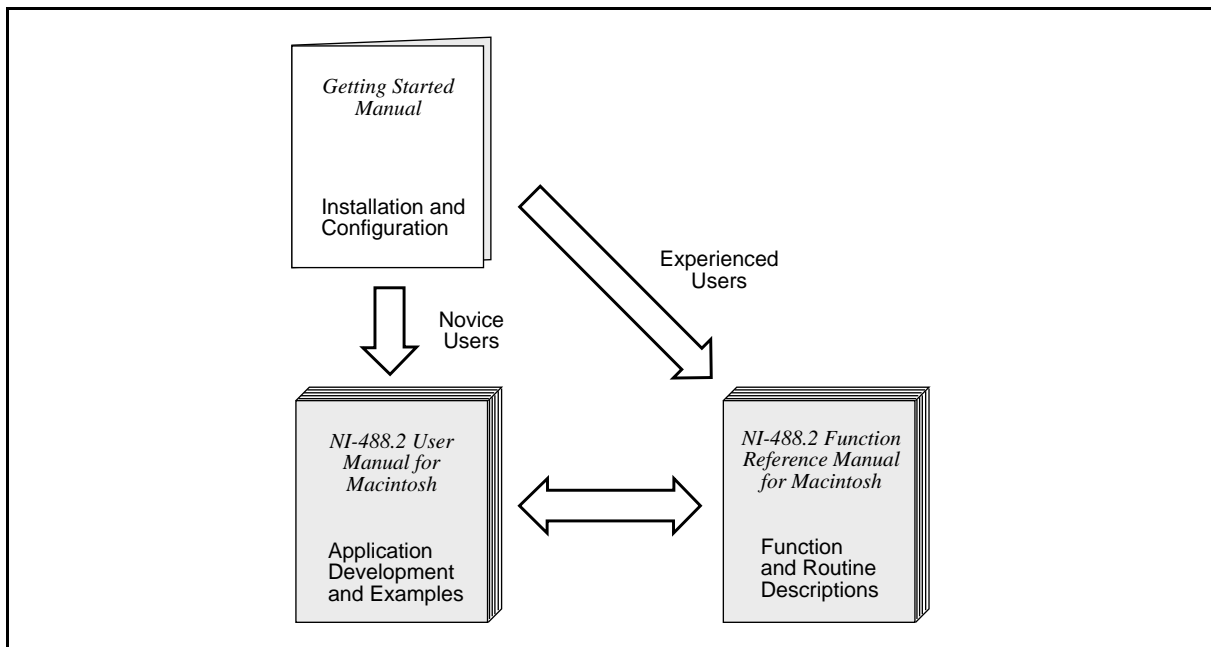 Getting Started
Manual
Installation and
Configuration
Experienced
Users
Novice
Users
NI-488.2 User
Manual for
Macintosh
Application
Development
and Examples
NI-488.2 Function
Reference Manual
for Macintosh
Function
and Routine
Descriptions